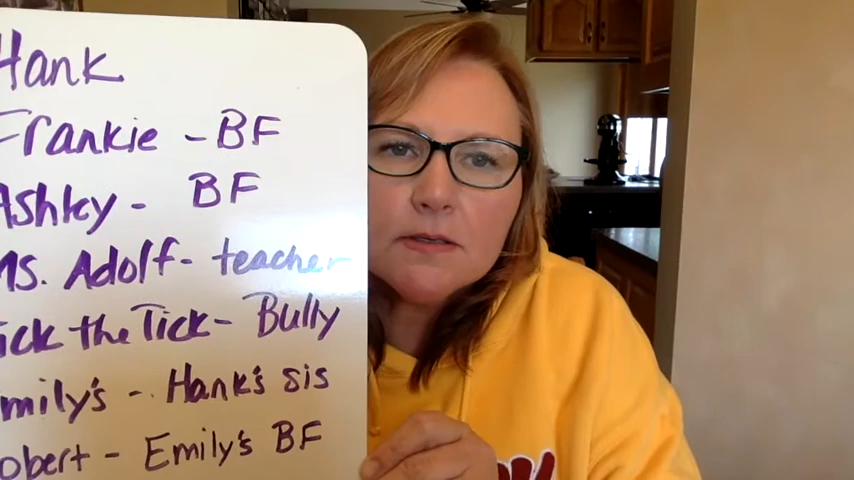 Hank
Frankie - BF
Ashley - BF
Ms. Adolf - teacher
ick the Tick - Bully
mily's - Hank's sis
obert - Emily's BF